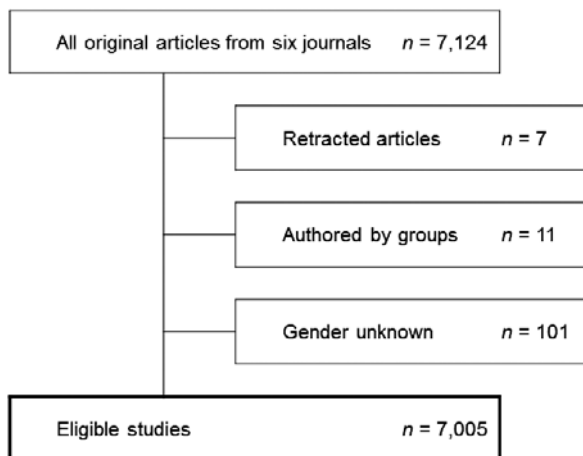 All original articles from six journals n = 7,124
Retracted articles n = 7
Authored by groups n = 11
Gender unknown n = 101
Eligible studies n = 7,005